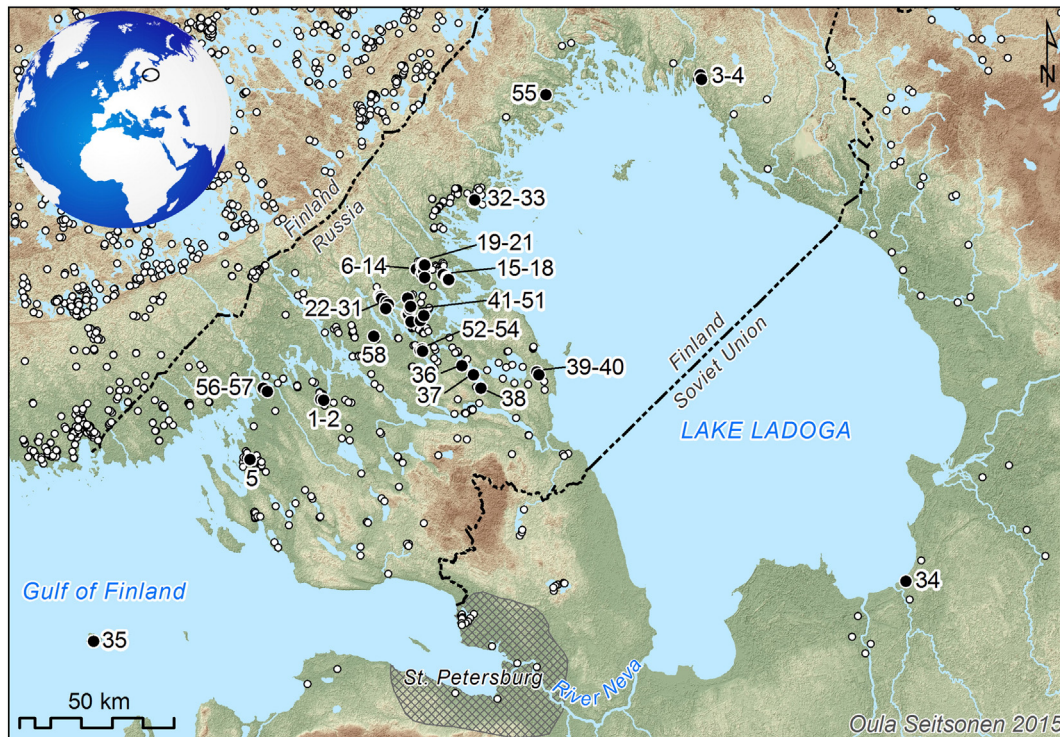 N
3-4
55
32-33
Finland
Russia
19-21
6-14
15-18
22-31
41-51
52-54
58
36
37
38
39-40
56-57
1-2
Finland
Soviet Union
LAKE LADOGA
5
Gulf of Finland
34
35
St. Petersburg
River Neva
50 km
Oula Seitsonen 2015